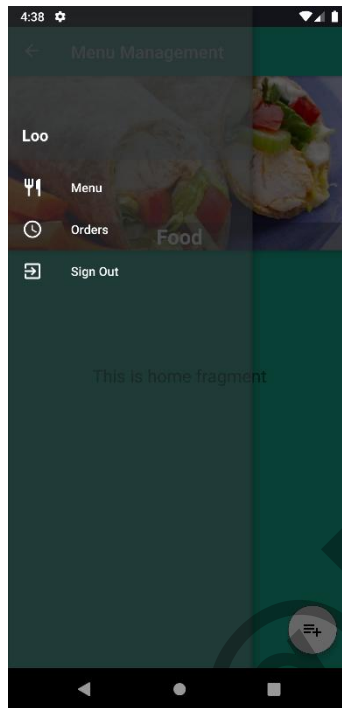 4:38
Menu Management
Loo
Menu
Orders
Food
Sign Out
This is home fragment